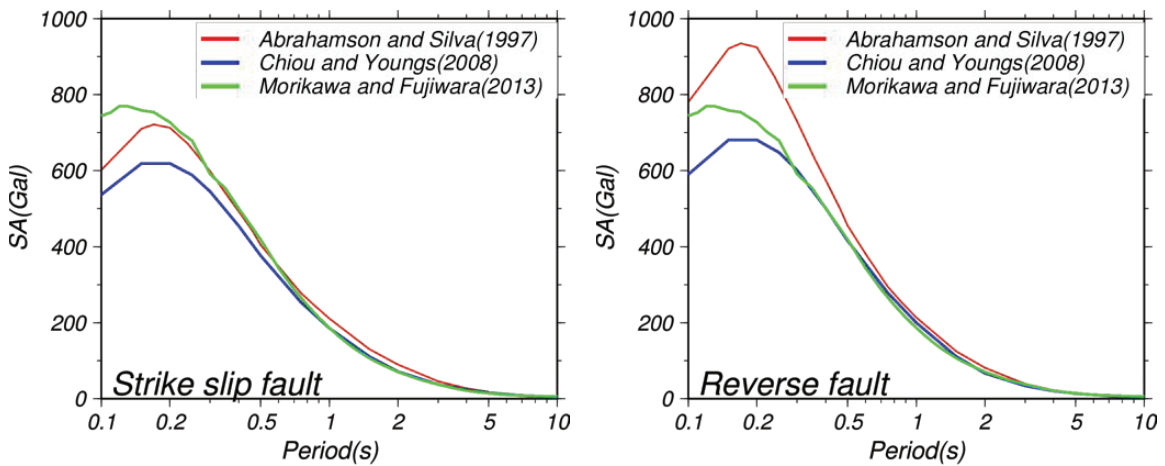 1000
800
600
400
200
0
SA(Gal)
Abrahamson and Silva(1997)
Chiou and Youngs(2008)
Morikawa and Fujiwara(2013)
Strike slip fault
0.1 0.2 0.5 1 2 5 10
Period(s)
1000
800
600
400
200
0
SA(Gal)
Abrahamson and Silva(1997)
Chiou and Youngs(2008)
Morikawa and Fujiwara(2013)
Reverse fault
0.1 0.2 0.5 1 2 5 10
Period(s)